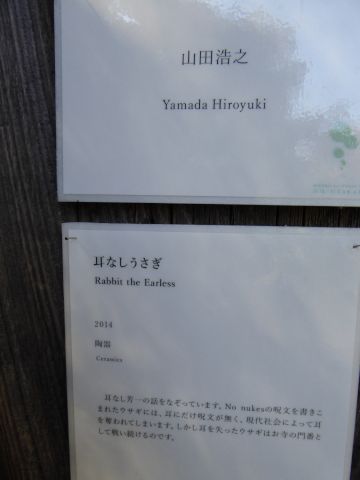 山田浩之
Yamada Hiroyuki
耳なしうさぎ
Rabbit the Earless
2014
陶器
Ceramics
耳なし芳一の話をなぞっています。No nukesの呪文を書きこ
まれたウサギには、耳にだけ呪文が無く、現代社会によって耳
を奪われてしまいます。しかし耳を失ったウサギはお寺の門番と
して戦い続けるのです。